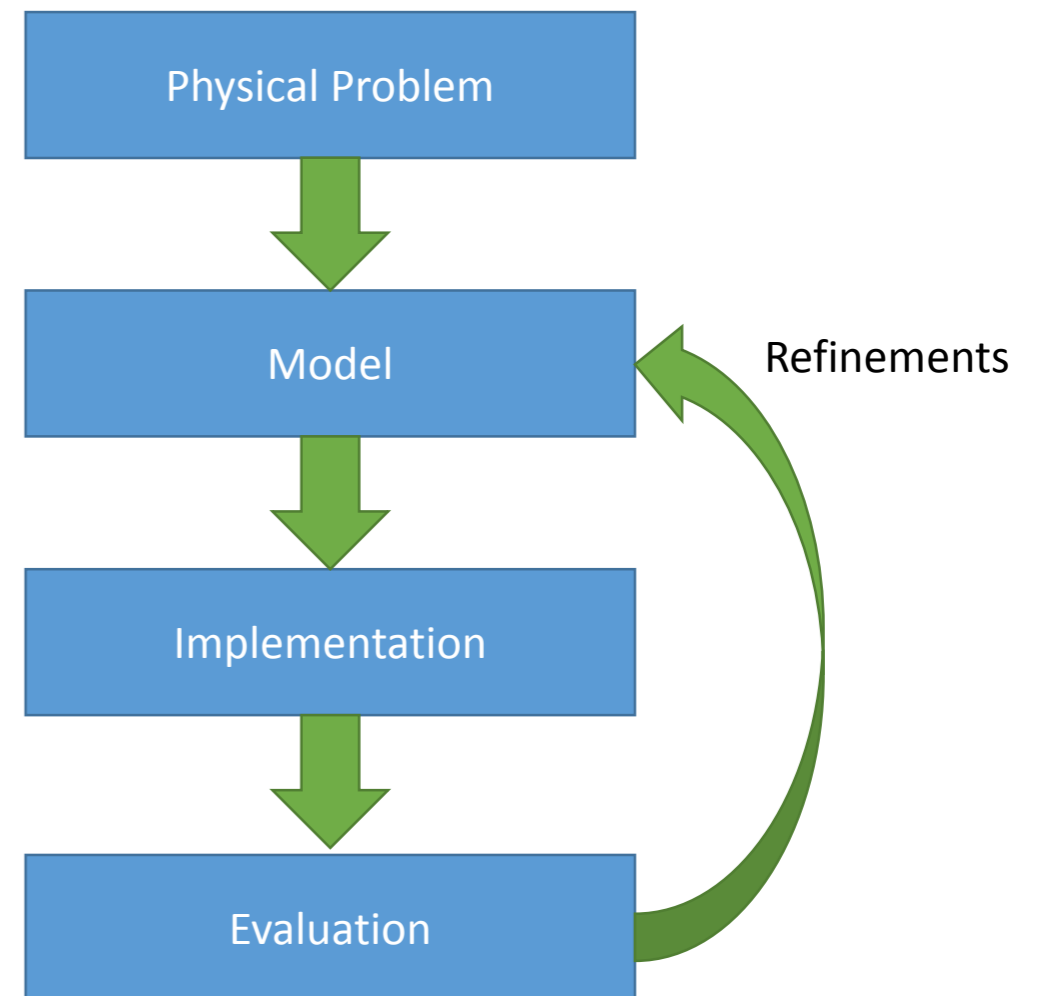 Physical Problem
Model
Refinements
Implementation
Evaluation